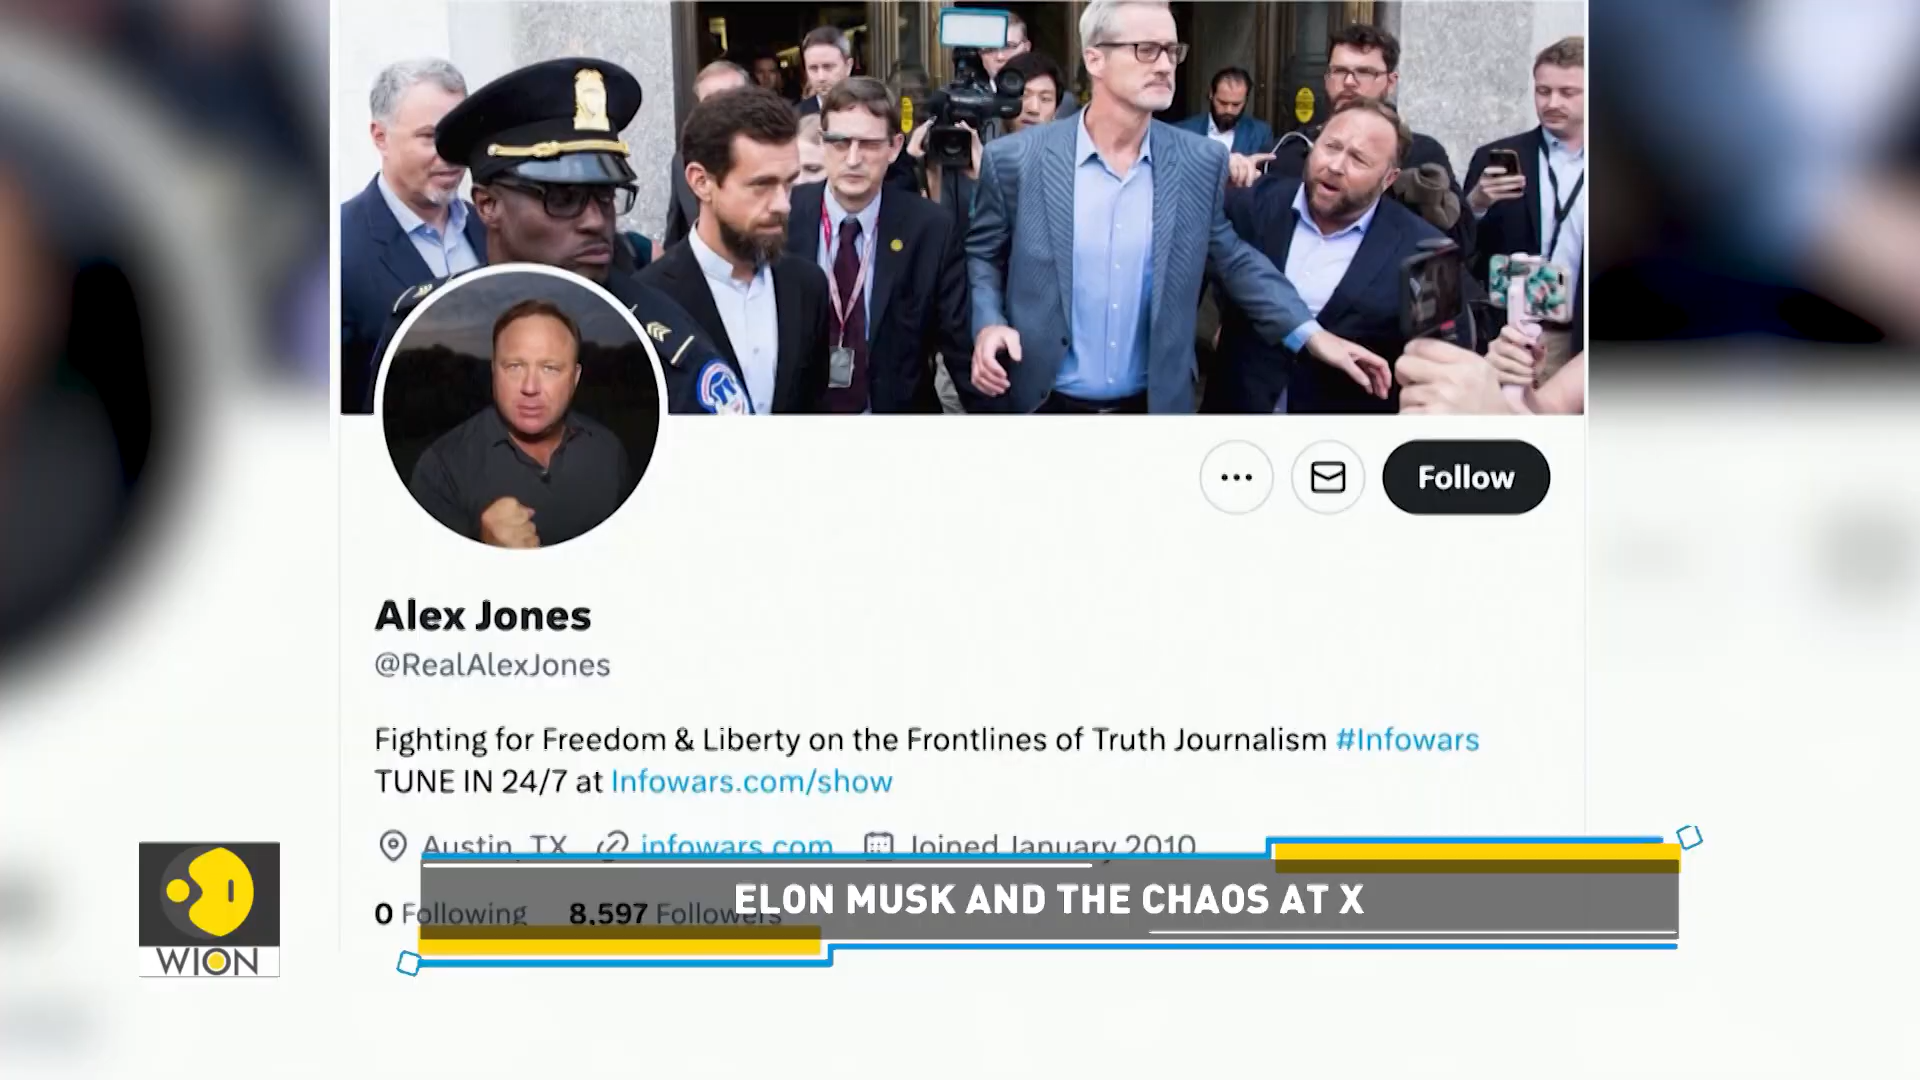 Follow
Alex Jones
@RealAlexJones
Fighting for Freedom & Liberty on the Frontlines of Truth Journalism #Infowars
TUNE IN 24/7 at Infowars.com/show
Austin, TX infowars.com Joined January 2010
0 Following 8,597 Followers
ELON MUSK AND THE CHAOS AT X
WION